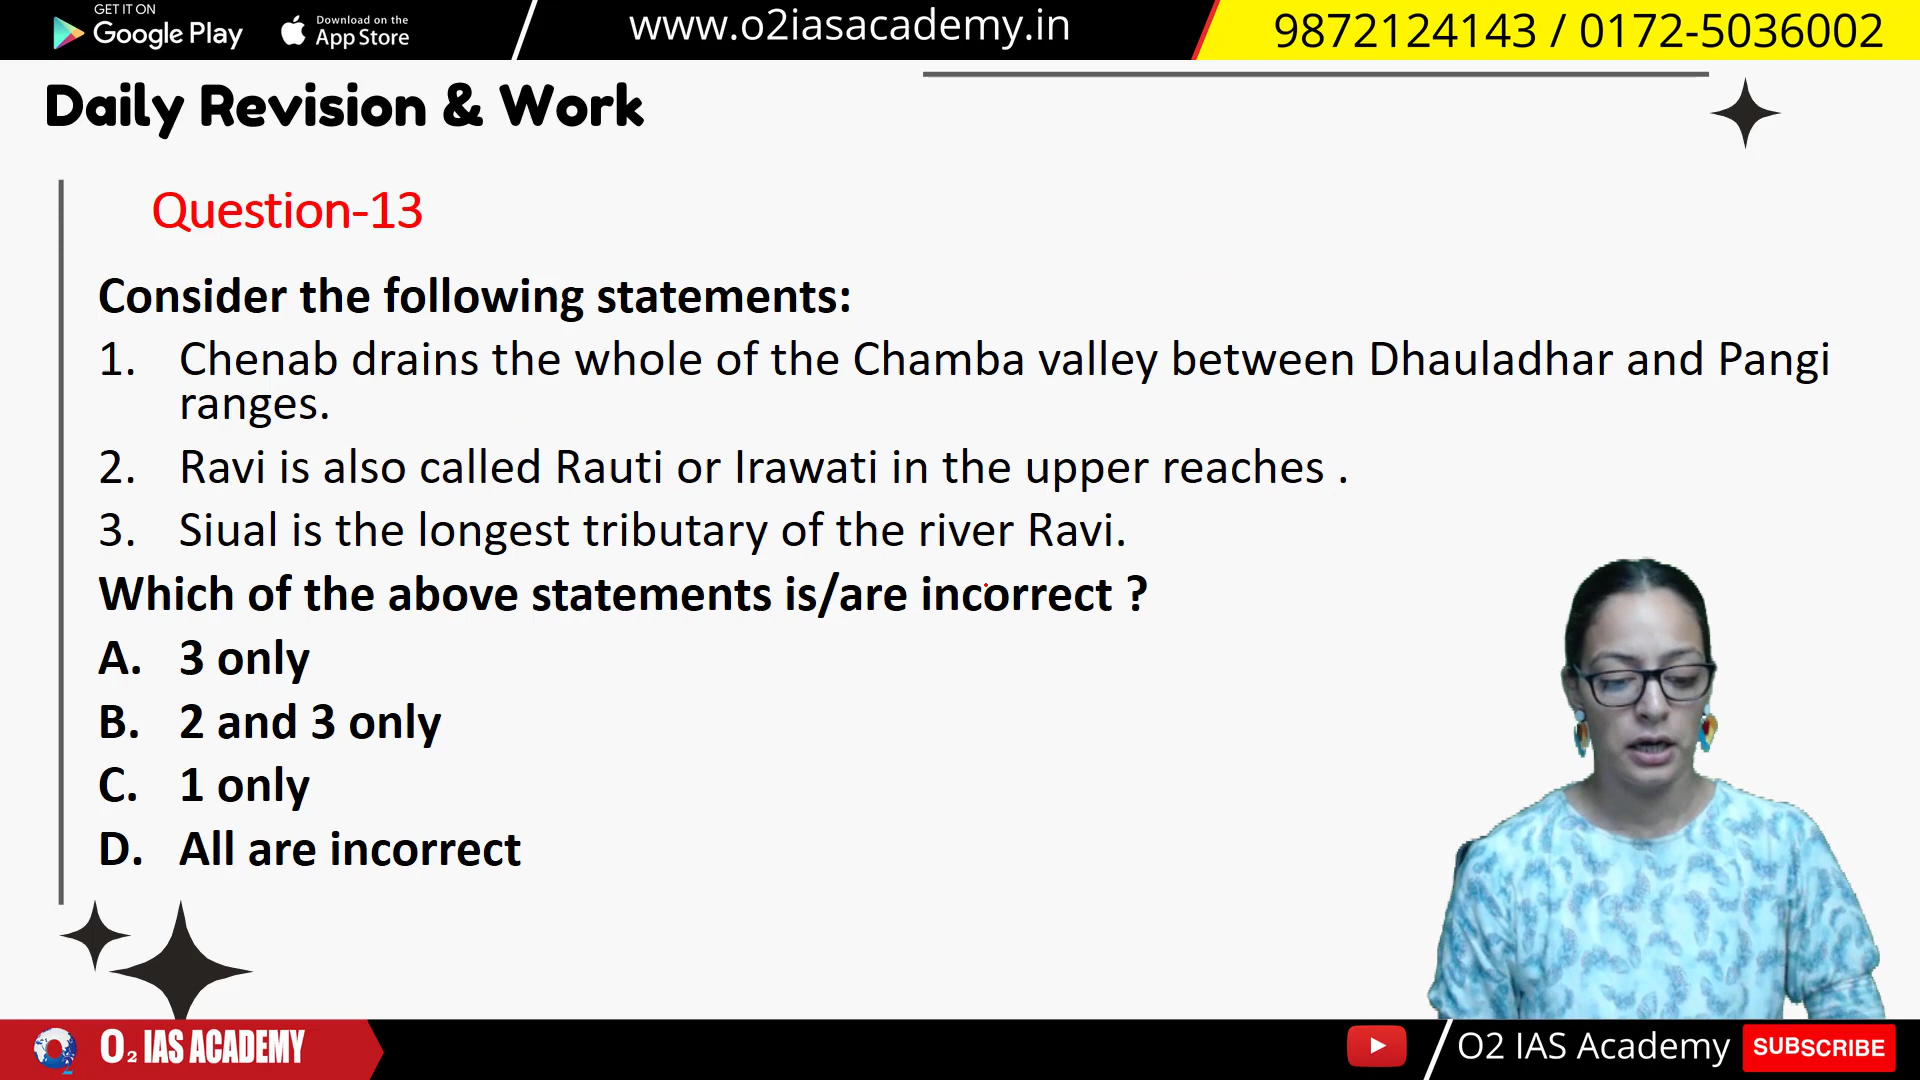 GET IT ON
Google Play
Download on the
App Store
www.o2iasacademy.in
9872124143 / 0172-5036002
Daily Revision & Work
Question-13
Consider the following statements:
1. Chenab drains the whole of the Chamba valley between Dhauladhar and Pangi
ranges.
2. Ravi is also called Rauti or Irawati in the upper reaches .
3. Siual is the longest tributary of the river Ravi.
Which of the above statements is/are incorrect ?
A. 3 only
B. 2 and 3 only
C. 1 only
D. All are incorrect
O2 IAS ACADEMY
O2 IAS Academy
SUBSCRIBE